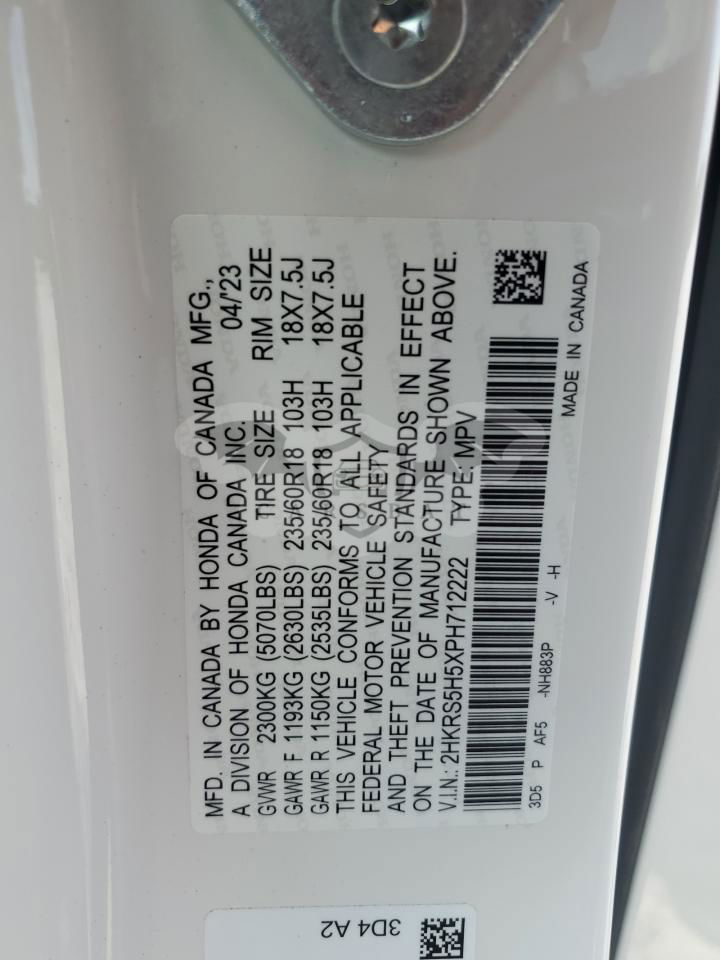 MFD. IN CANADA BY HONDA OF CANADA MFG.,
A DIVISION OF HONDA CANADA INC. 04/'23
GVWR 2300KG (5070LBS) TIRE SIZE RIM SIZE
GAWR F 1193KG (2630LBS) 235/60R18 103H 18X7.5J
GAWR R 1150KG (2535LBS) 235/60R18 103H 18X7.5J
THIS VEHICLE CONFORMS TO ALL APPLICABLE
FEDERAL MOTOR VEHICLE SAFETY
AND THEFT PREVENTION STANDARDS IN EFFECT
ON THE DATE OF MANUFACTURE SHOWN ABOVE.
V.I.N.: 2HKRS5H5XPH712222 TYPE: MPV
3D5 P AF5 -NH883P -V -H MADE IN CANADA
3D4 A2